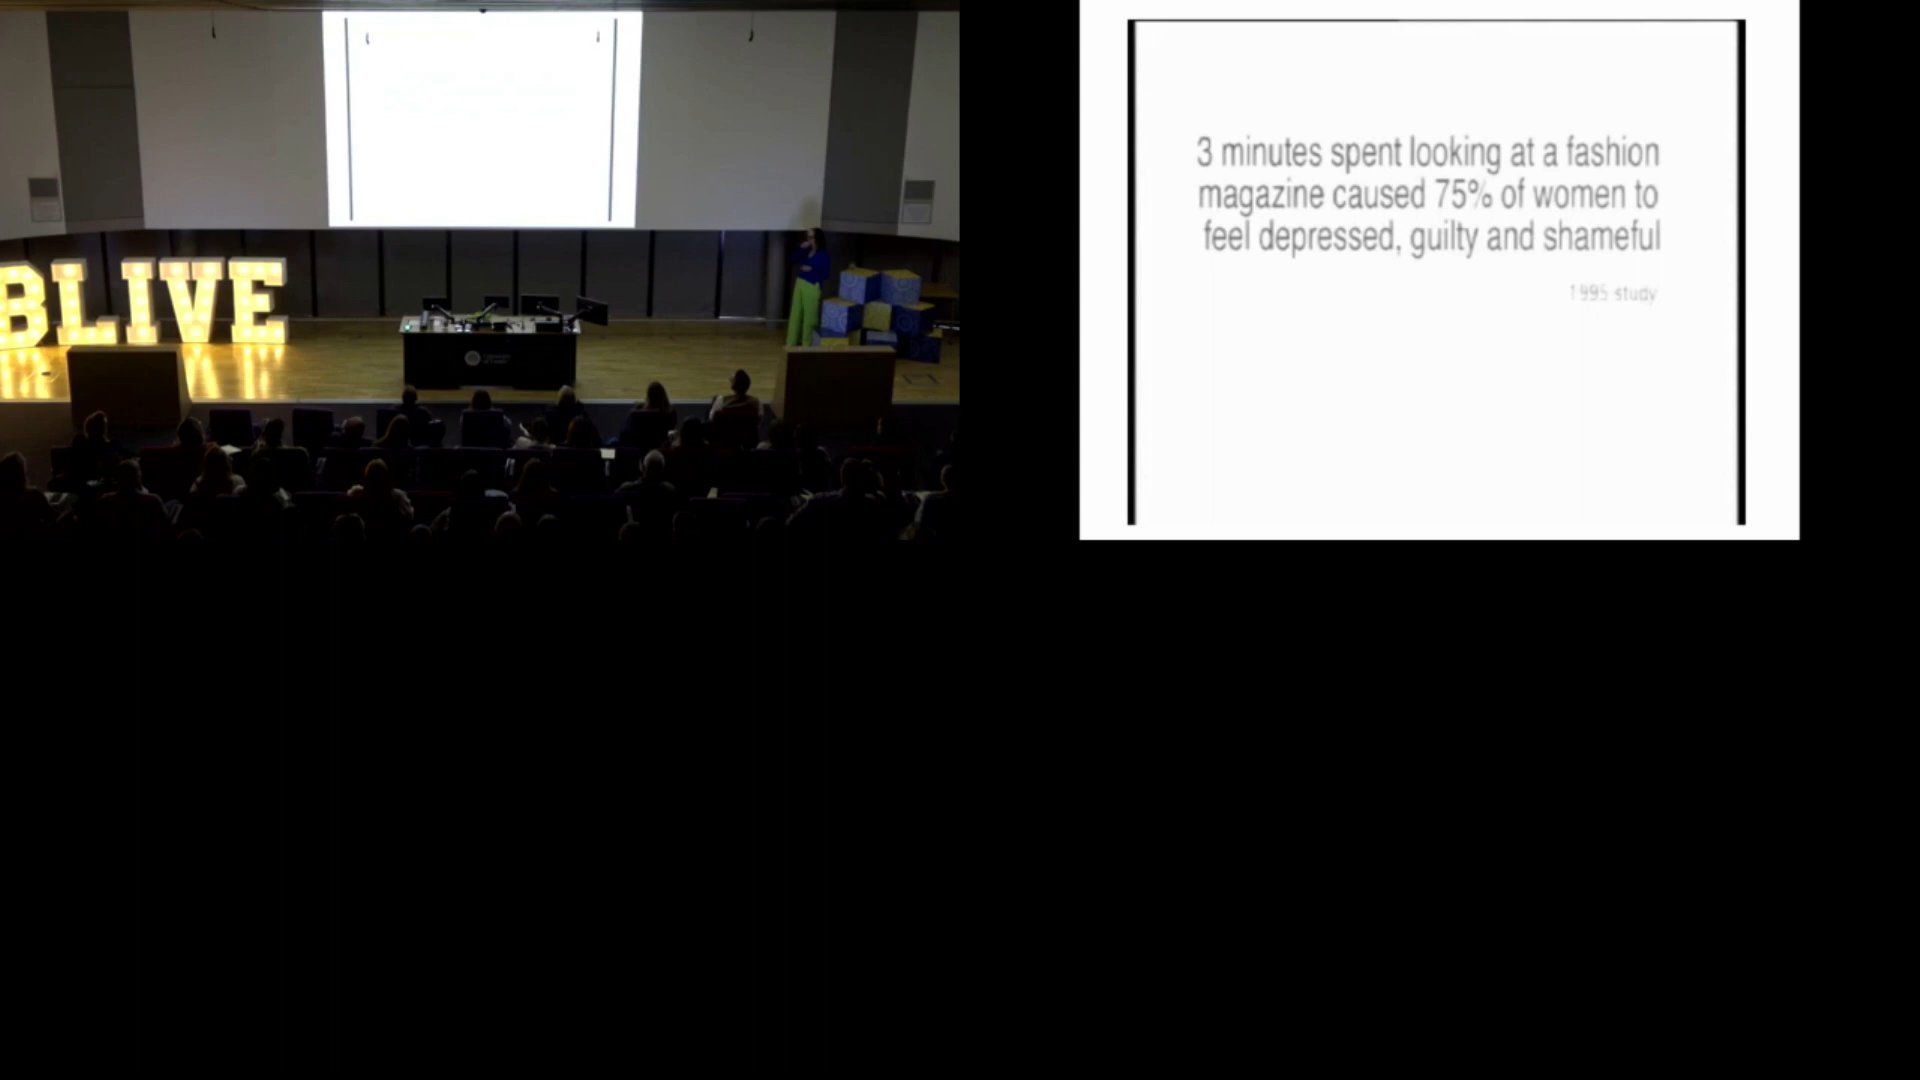 BLIVE
3 minutes spent looking at a fashion
magazine caused 75% of women to
feel depressed, guilty and shameful
1995 study